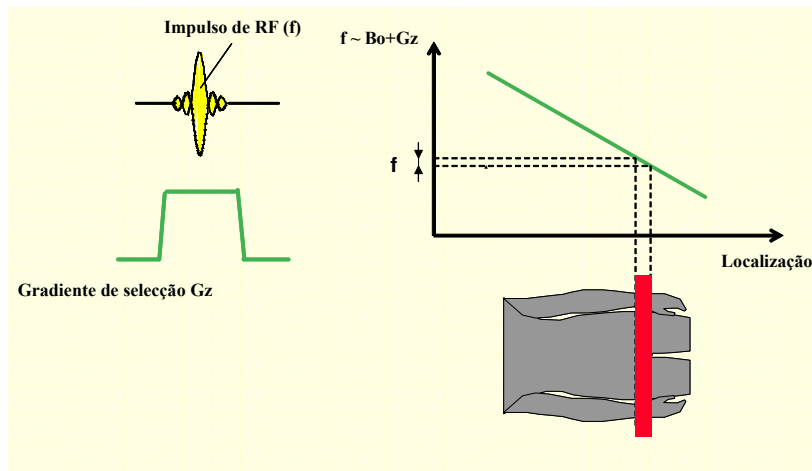 Impulso de RF (f)
f ~ Bo+Gz
f
Localização
Gradiente de selecção Gz